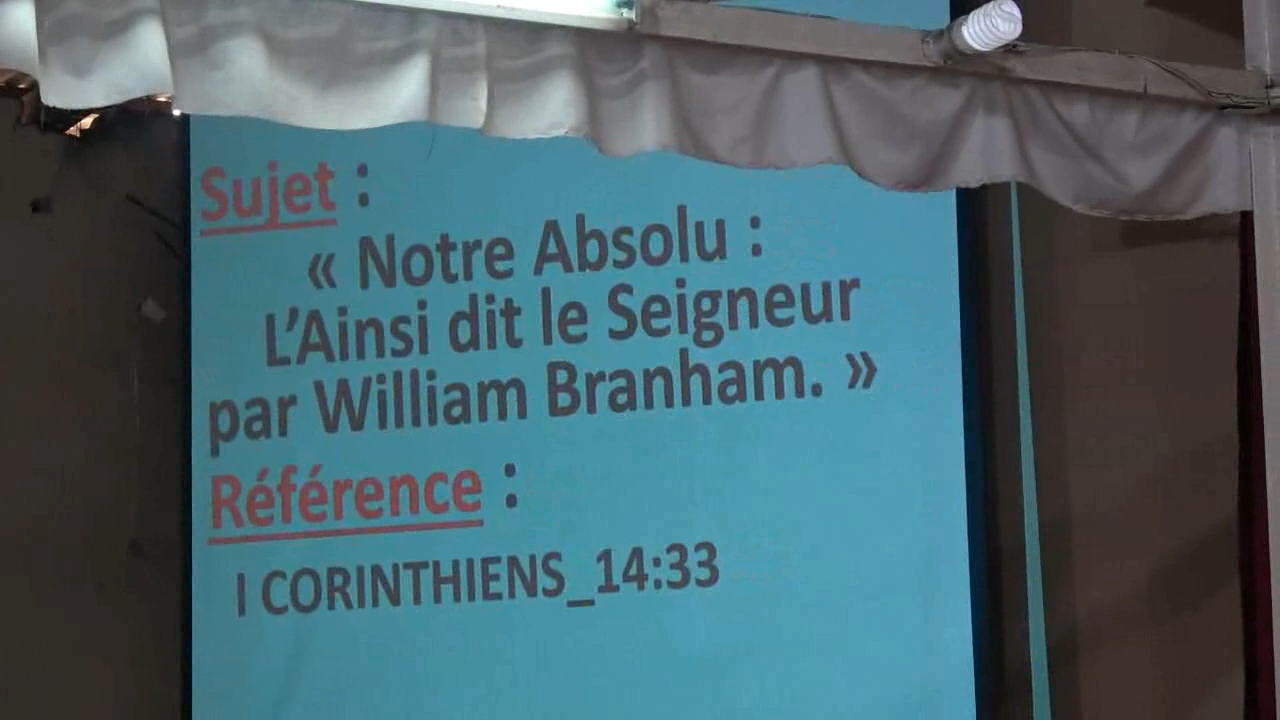 Sujet :
« Notre Absolu :
L'Ainsi dit le Seigneur
par William Branham. »
Référence :
I CORINTHIENS_14:33